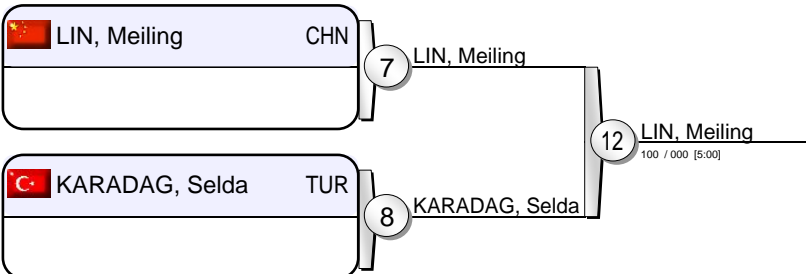 LIN, Meiling CHN
7
LIN, Meiling
12
LIN, Meiling
100 / 000 [5:00]
KARADAG, Selda TUR
8
KARADAG, Selda